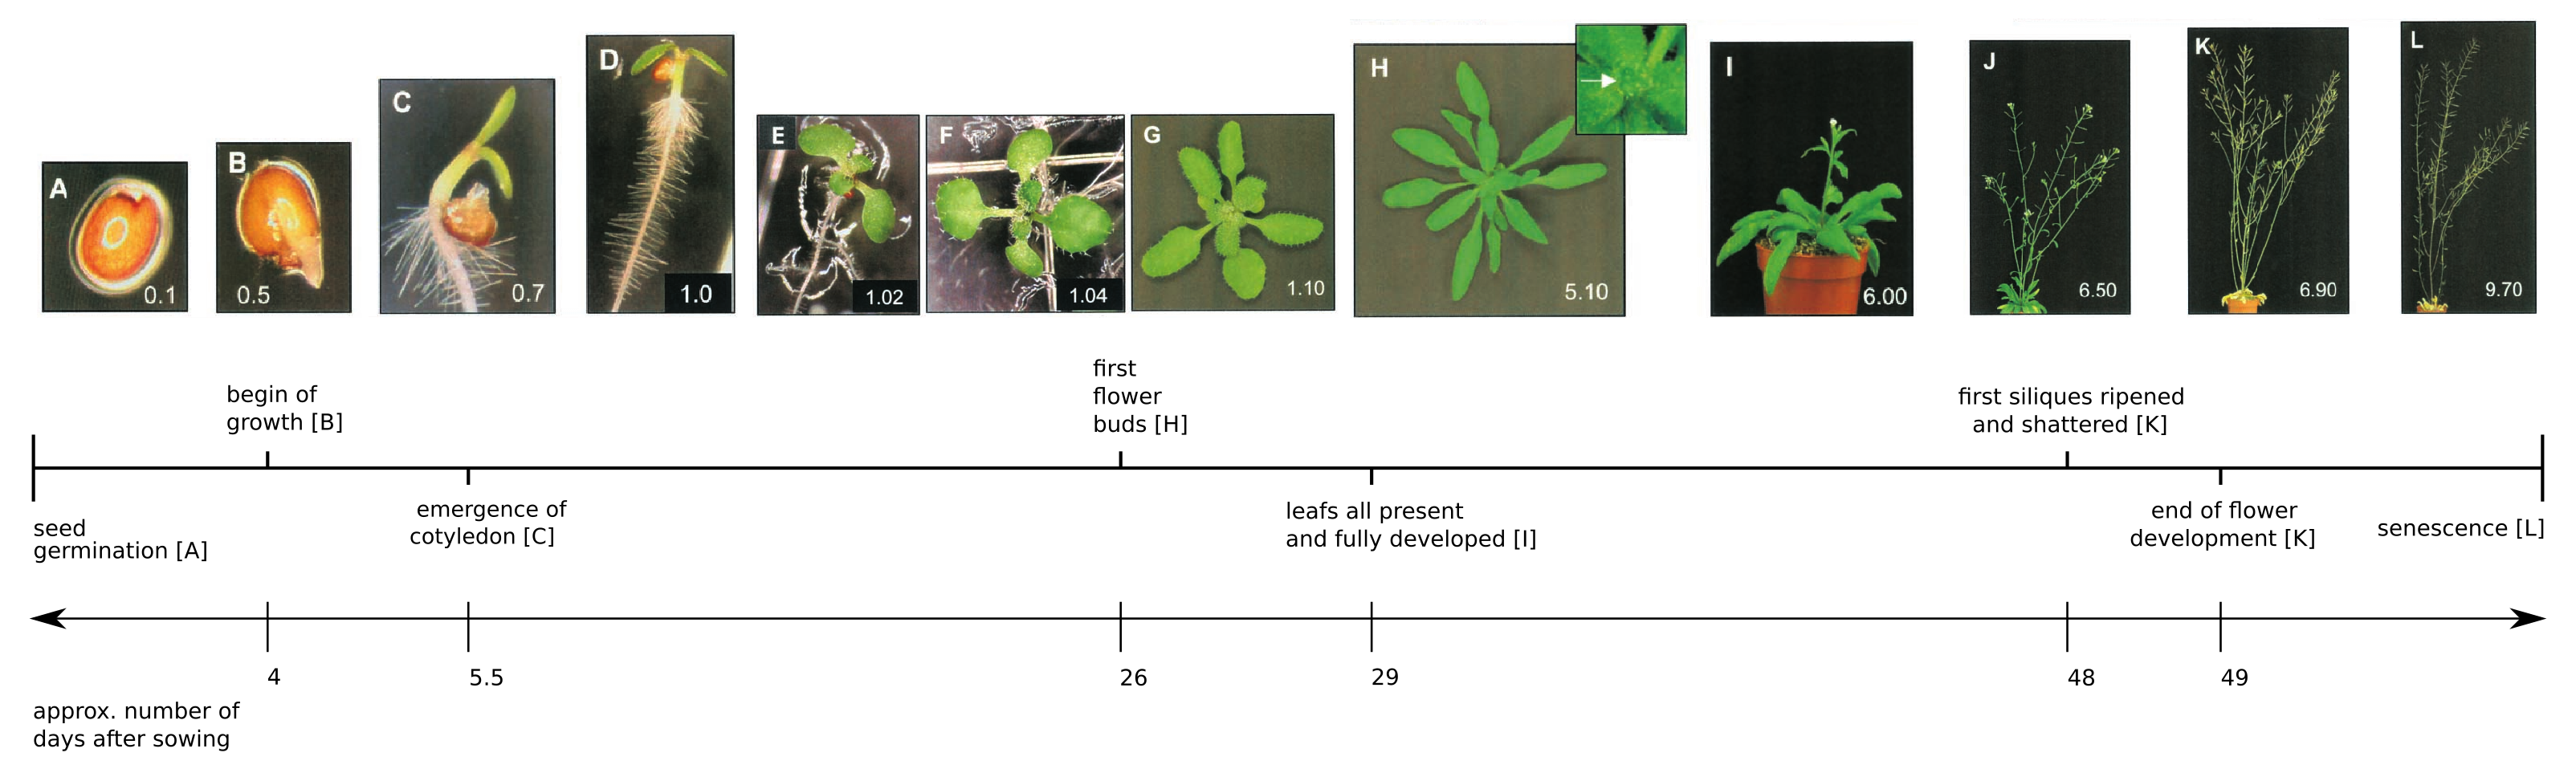 A
0.1
B
0.5
C
0.7
D
1.0
E
1.02
F
1.04
G
1.10
H
5.10
I
6.00
J
6.50
K
6.90
L
9.70
begin of
growth [B]
first
flower
buds [H]
first siliques ripened
and shattered [K]
seed
germination [A]
emergence of
cotyledon [C]
leafs all present
and fully developed [I]
end of flower
development [K]
senescence [L]
4
5.5
26
29
48
49
approx. number of
days after sowing